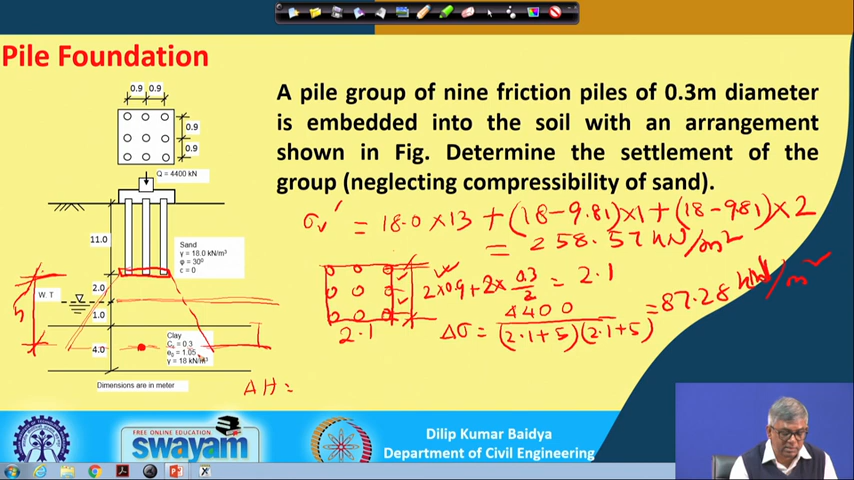 Pile Foundation
0.9 0.9
0.9
0.9
Q = 4400 kN
11.0
Sand
γ = 18.0 kN/m³
φ = 30⁰
c = 0
2.0
W. T
1.0
5
Clay
Cc = 0.3
e₀ = 1.05
γ = 18 kN/m³
4.0
Dimensions are in meter
A pile group of nine friction piles of 0.3m diameter
is embedded into the soil with an arrangement
shown in Fig. Determine the settlement of the
group (neglecting compressibility of sand).
σv' = 18.0 x 13 + (18-9.81)x1 + (18-9.81)x2
= 258.57 kN/m²
2x0.9 + 2x 0.3/2 = 2.1
2.1
Δσ = 4400/(2.1+5)(2.1+5) = 87.28 kN/m²
ΔH =
FREE ONLINE EDUCATION
swayam
Dilip Kumar Baidya
Department of Civil Engineering